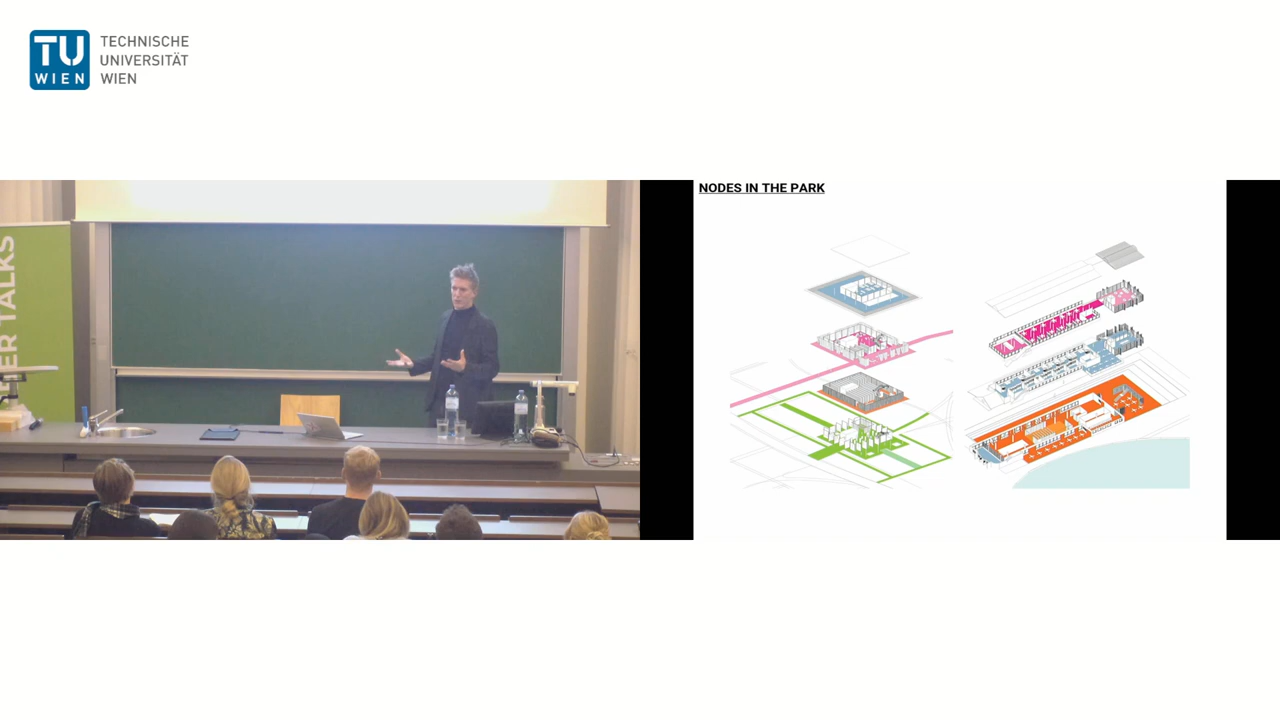 TU
WIEN
TECHNISCHE
UNIVERSITÄT
WIEN
NODES IN THE PARK
ER TALKS